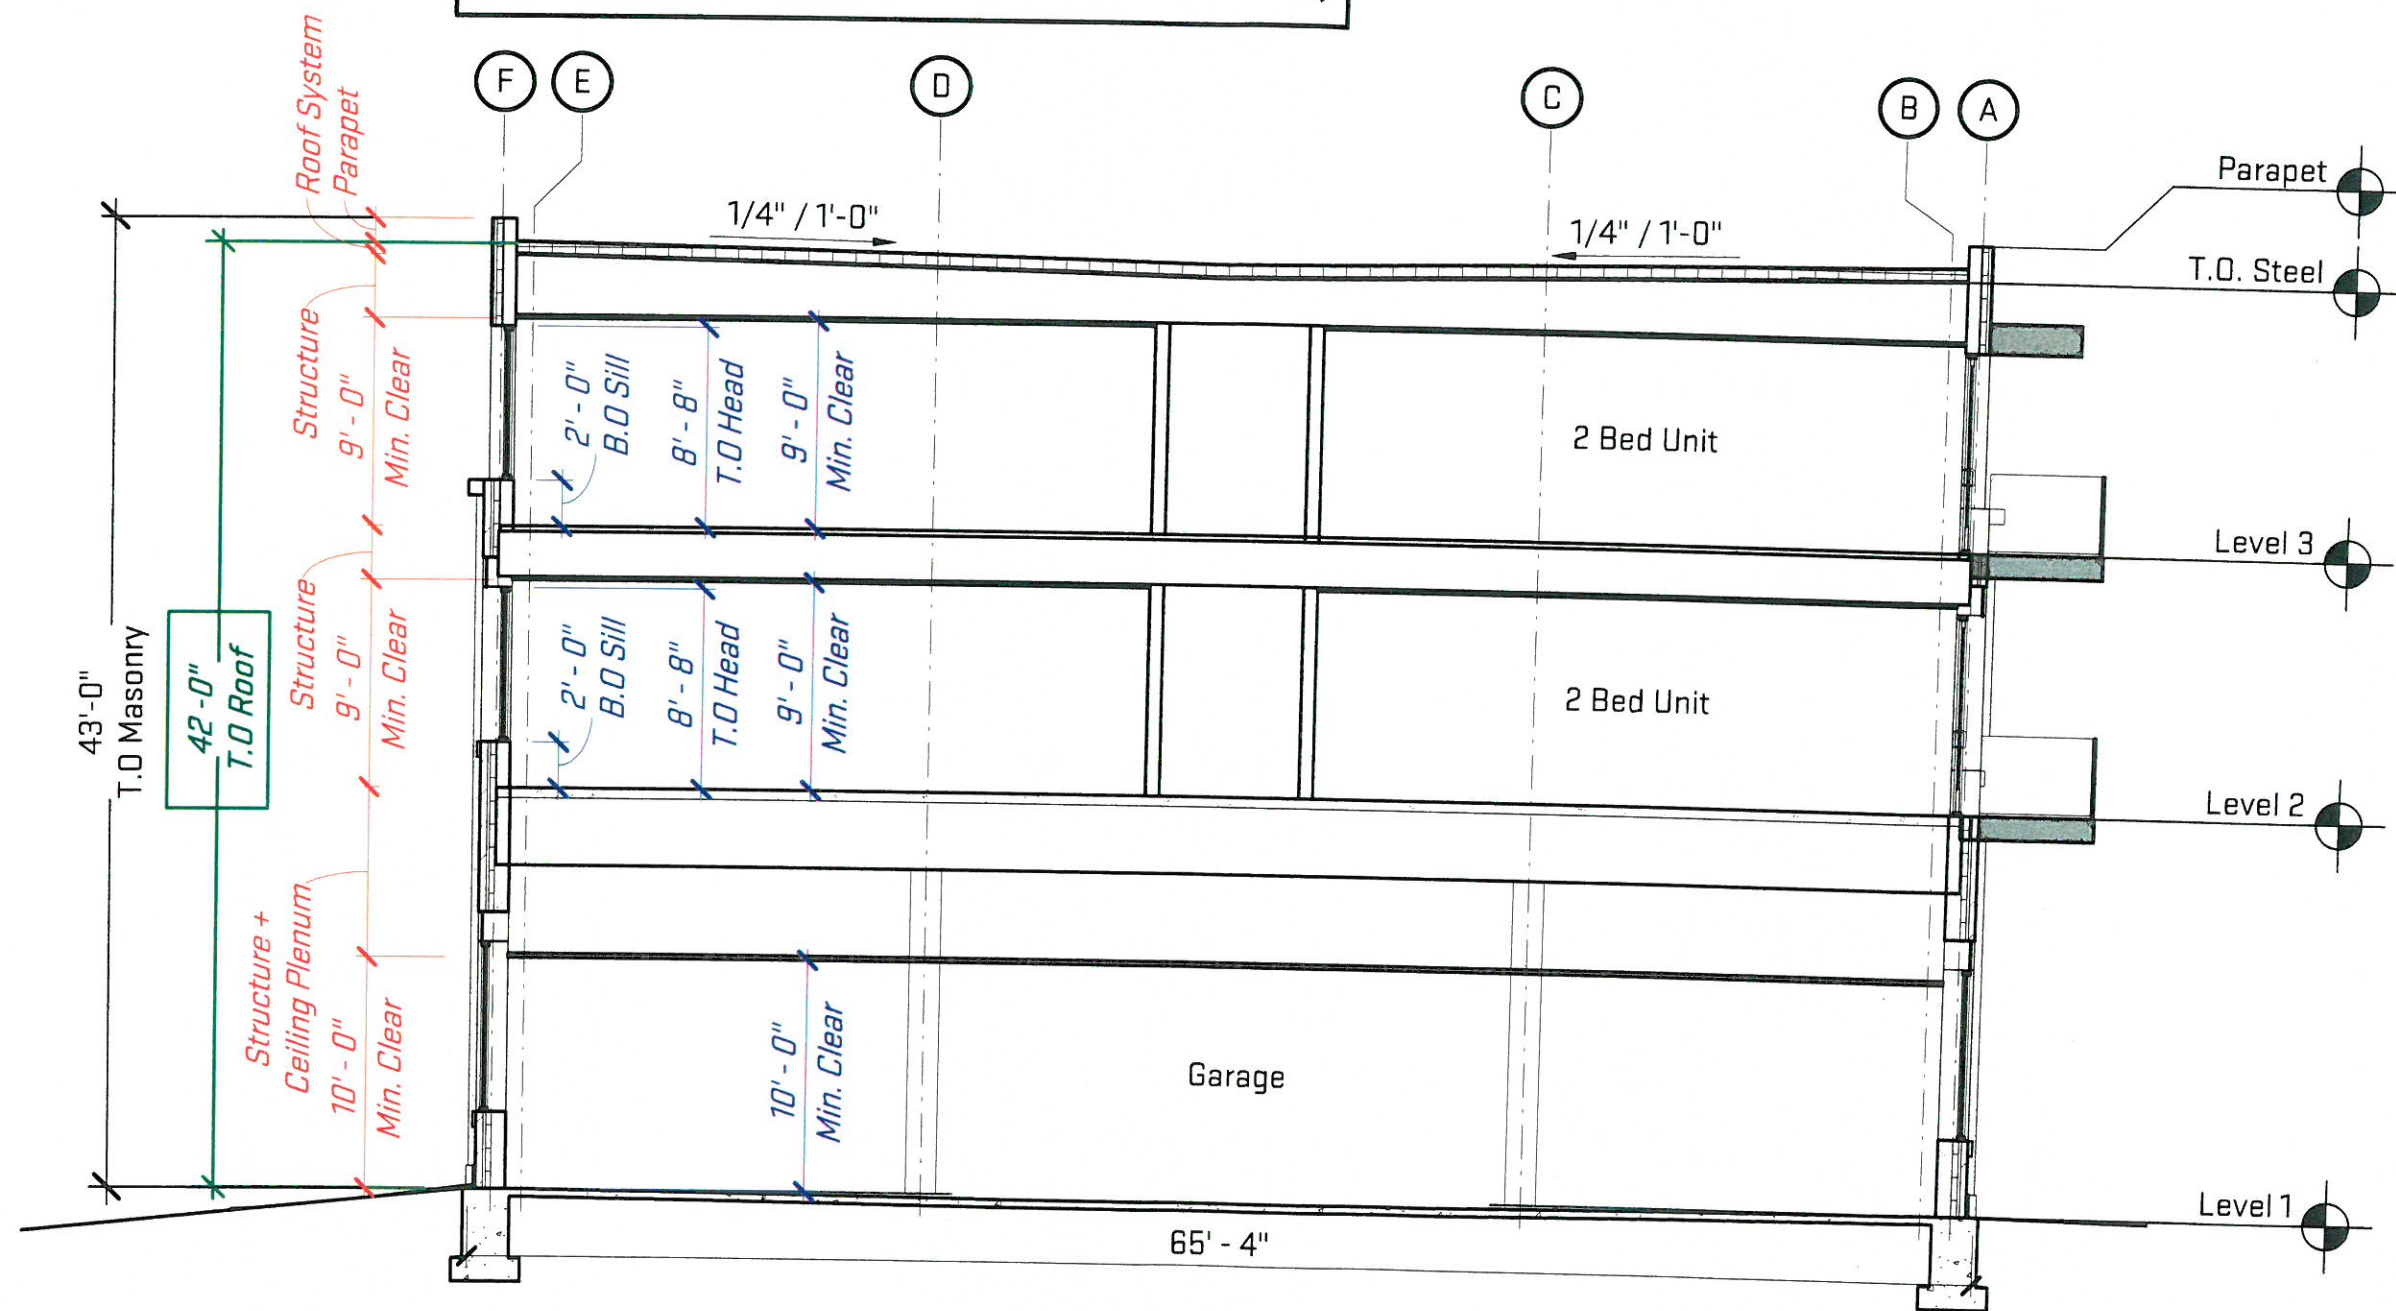 F
E
D
C
B
A
Roof System
Parapet
Parapet
1/4" / 1'-0"
1/4" / 1'-0"
T.O. Steel
Structure
9' - 0"
Min. Clear
2' - 0"
B.O Sill
8' - 8"
T.O Head
9' - 0"
Min. Clear
2 Bed Unit
Level 3
43'-0"
T.O Masonry
42 -0"
T.O Roof
Structure
9' - 0"
Min. Clear
2' - 0"
B.O Sill
8' - 8"
T.O Head
9' - 0"
Min. Clear
2 Bed Unit
Level 2
Structure +
Ceiling Plenum
10' - 0"
Min. Clear
10' - 0"
Min. Clear
Garage
Level 1
65' - 4"